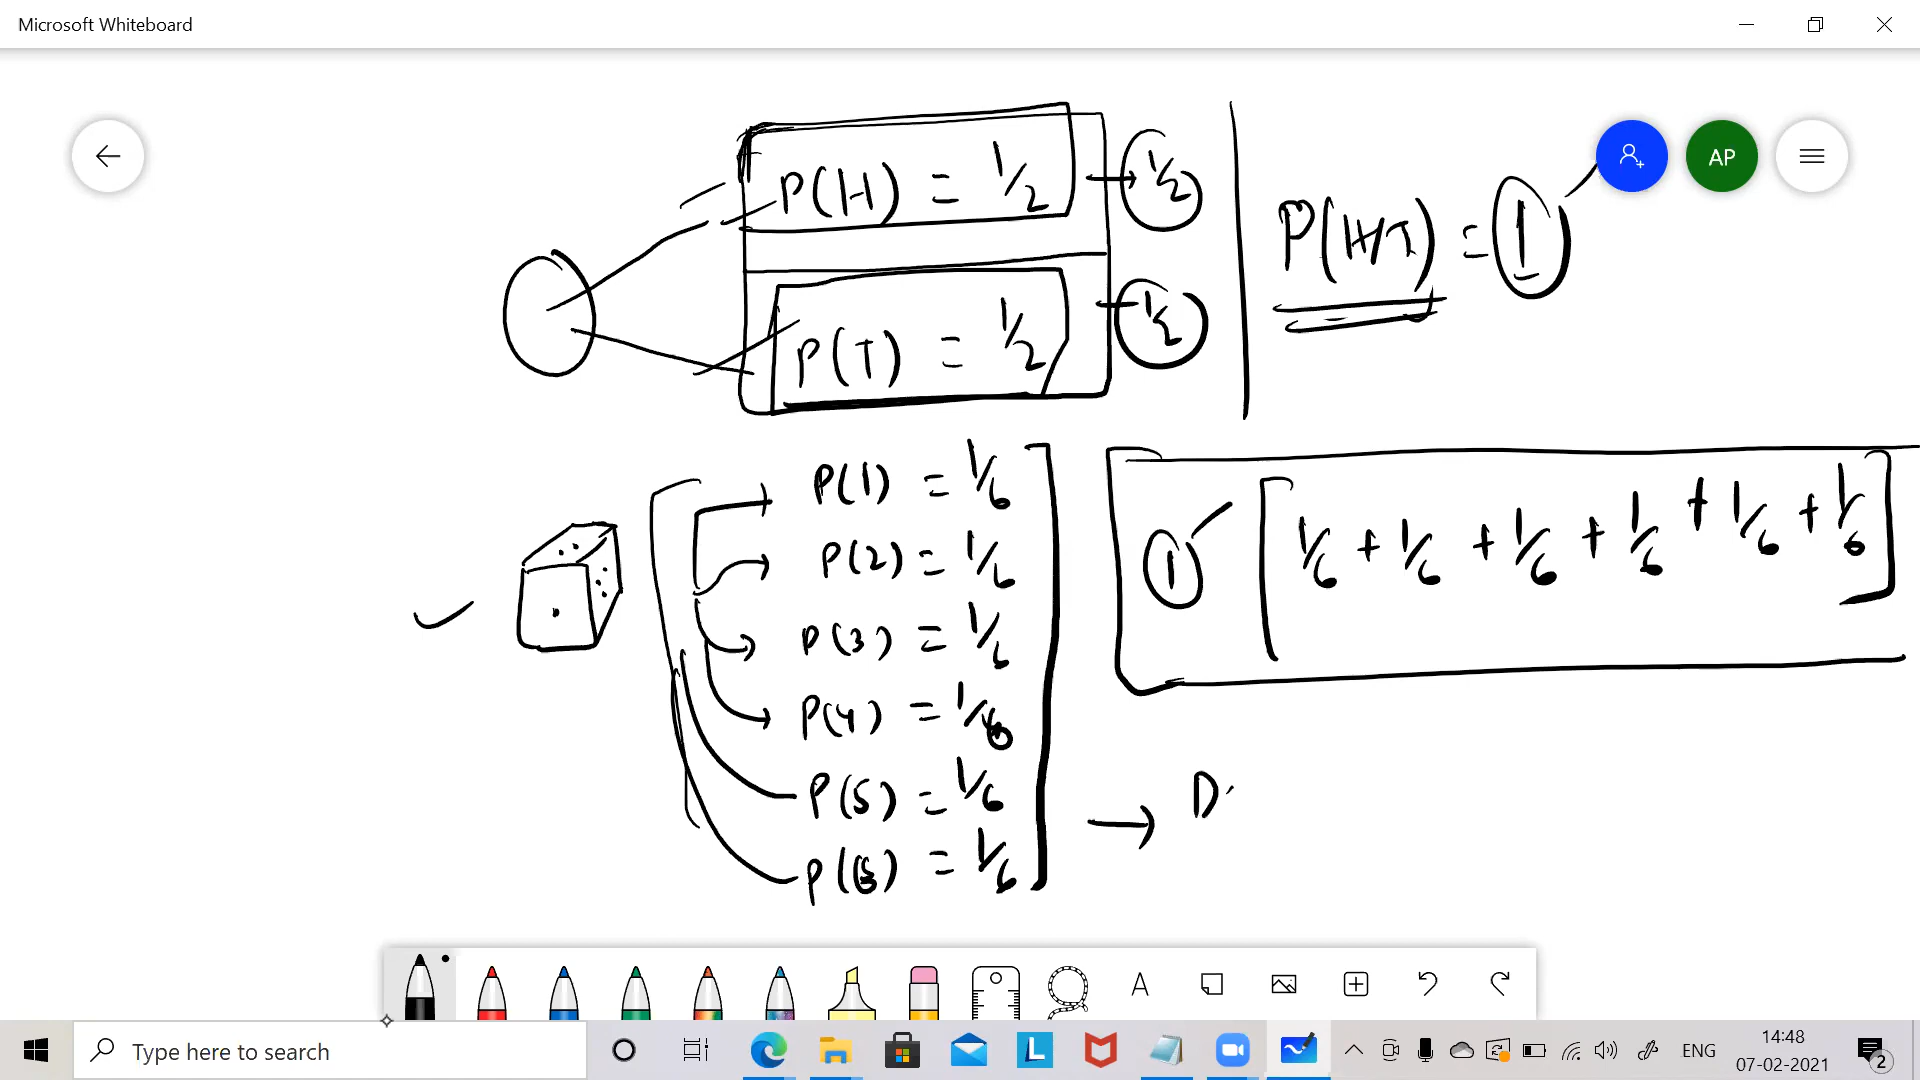 Microsoft Whiteboard
AP
P(H) = 1/2 → 1/2
P(T) = 1/2 1/2
P(H/T) = 1
P(1) = 1/6
P(2) = 1/6
P(3) = 1/6
P(4) = 1/6
P(5) = 1/6
P(6) = 1/6
1 [1/6 + 1/6 + 1/6 + 1/6 + 1/6 + 1/6]
→ D
A
Type here to search
L
ENG
14:48
07-02-2021
2